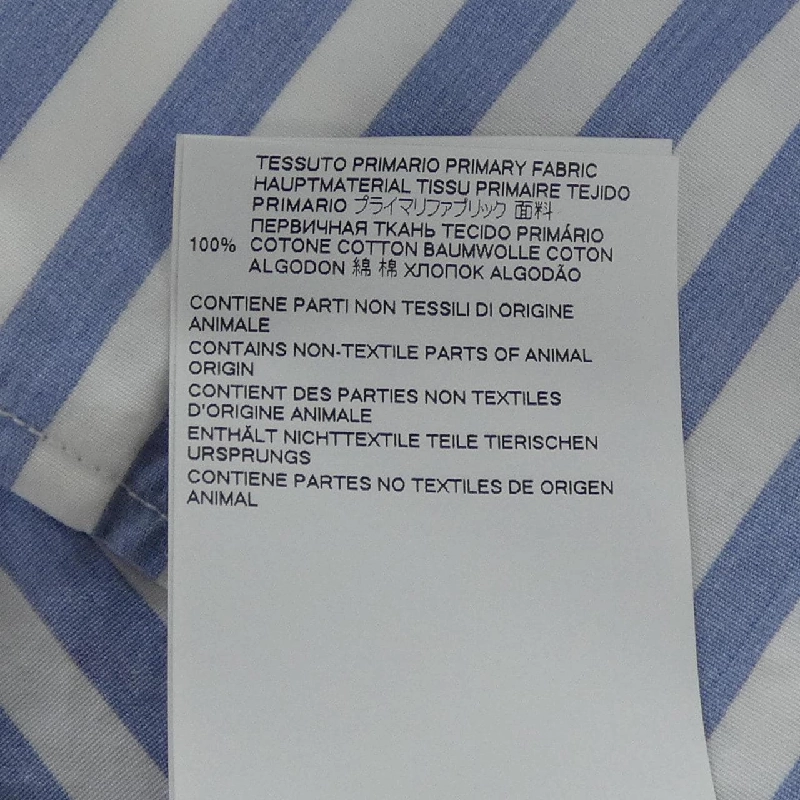 TESSUTO PRIMARIO PRIMARY FABRIC
HAUPTMATERIAL TISSU PRIMAIRE TEJIDO
PRIMARIO プライマリファブリック 面料
ПЕРВИЧНАЯ ТКАНЬ TECIDO PRIMÁRIO
100% COTONE COTTON BAUMWOLLE COTON
ALGODON 綿 棉 ХЛОПОК ALGODÃO
CONTIENE PARTI NON TESSILI DI ORIGINE
ANIMALE
CONTAINS NON-TEXTILE PARTS OF ANIMAL
ORIGIN
CONTIENT DES PARTIES NON TEXTILES
D'ORIGINE ANIMALE
ENTHÄLT NICHTTEXTILE TEILE TIERISCHEN
URSPRUNGS
CONTIENE PARTES NO TEXTILES DE ORIGEN
ANIMAL